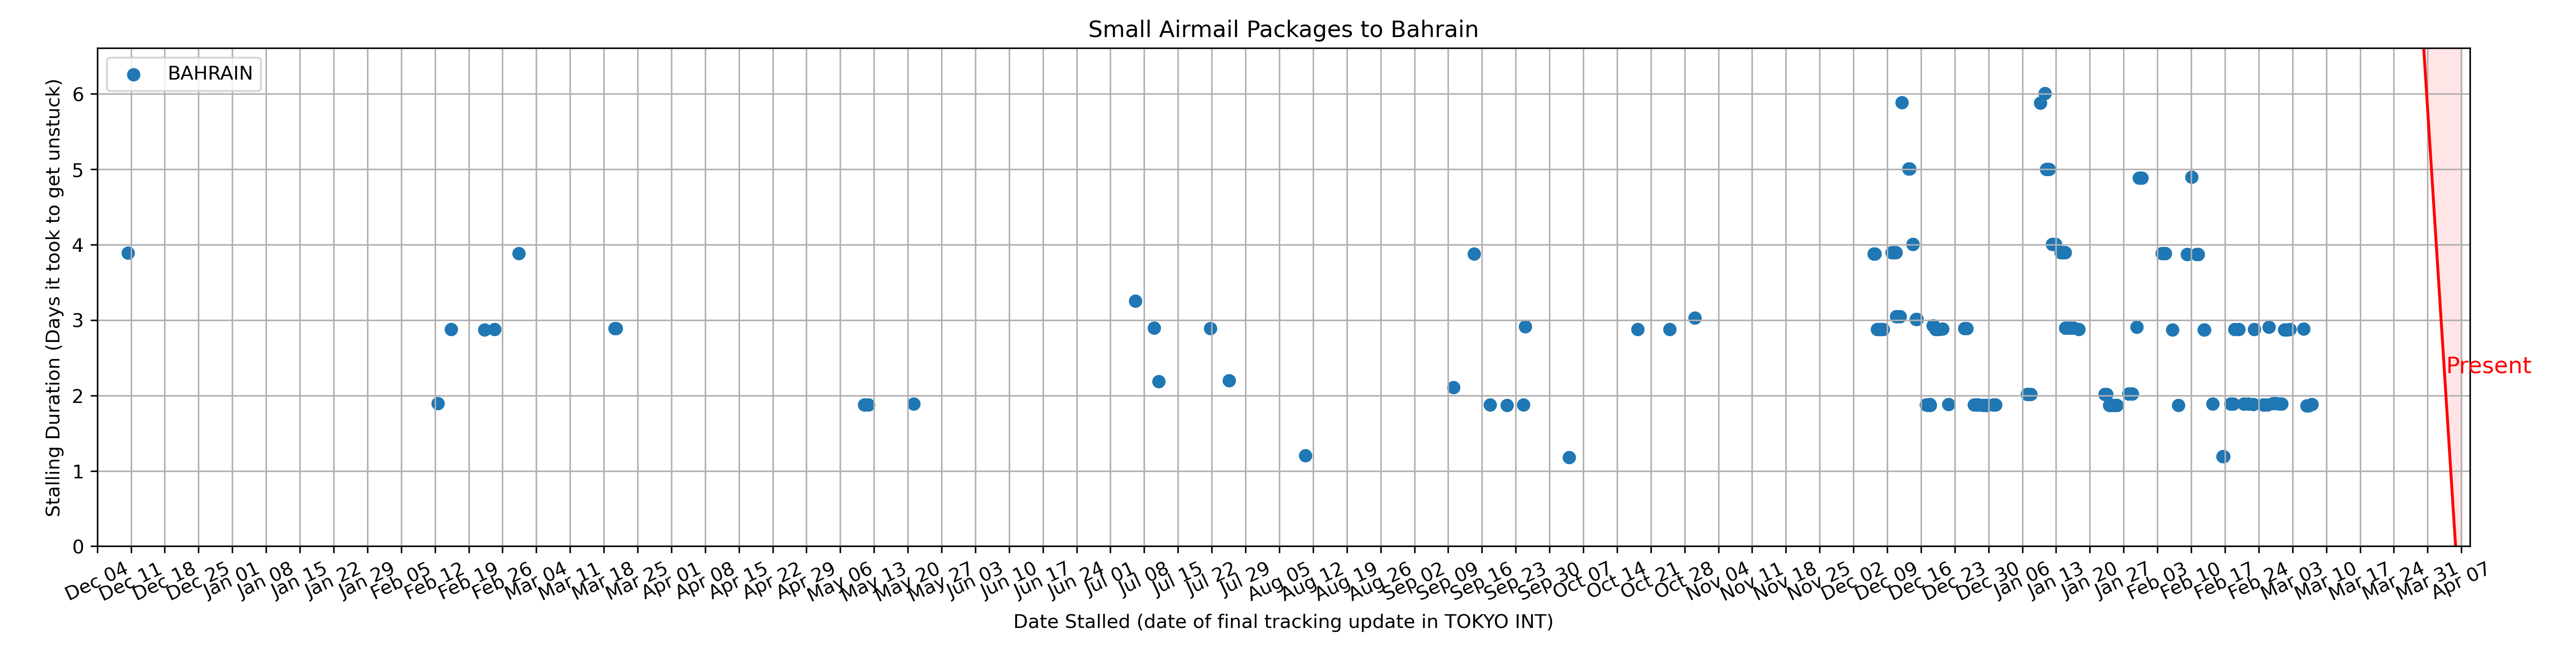 Small Airmail Packages to Bahrain
BAHRAIN
Stalling Duration (Days it took to get unstuck)
6
5
4
3
2
1
0
Present
Dec 04
Dec 11
Dec 18
Dec 25
Jan 01
Jan 08
Jan 15
Jan 22
Jan 29
Feb 05
Feb 12
Feb 19
Feb 26
Mar 04
Mar 11
Mar 18
Mar 25
Apr 01
Apr 08
Apr 15
Apr 22
Apr 29
May 06
May 13
May 20
May 27
Jun 03
Jun 10
Jun 17
Jun 24
Jul 01
Jul 08
Jul 15
Jul 22
Jul 29
Aug 05
Aug 12
Aug 19
Aug 26
Sep 02
Sep 09
Sep 16
Sep 23
Sep 30
Oct 07
Oct 14
Oct 21
Oct 28
Nov 04
Nov 11
Nov 18
Nov 25
Dec 02
Dec 09
Dec 16
Dec 23
Dec 30
Jan 06
Jan 13
Jan 20
Jan 27
Feb 03
Feb 10
Feb 17
Feb 24
Mar 03
Mar 10
Mar 17
Mar 24
Mar 31
Apr 07
Date Stalled (date of final tracking update in TOKYO INT)